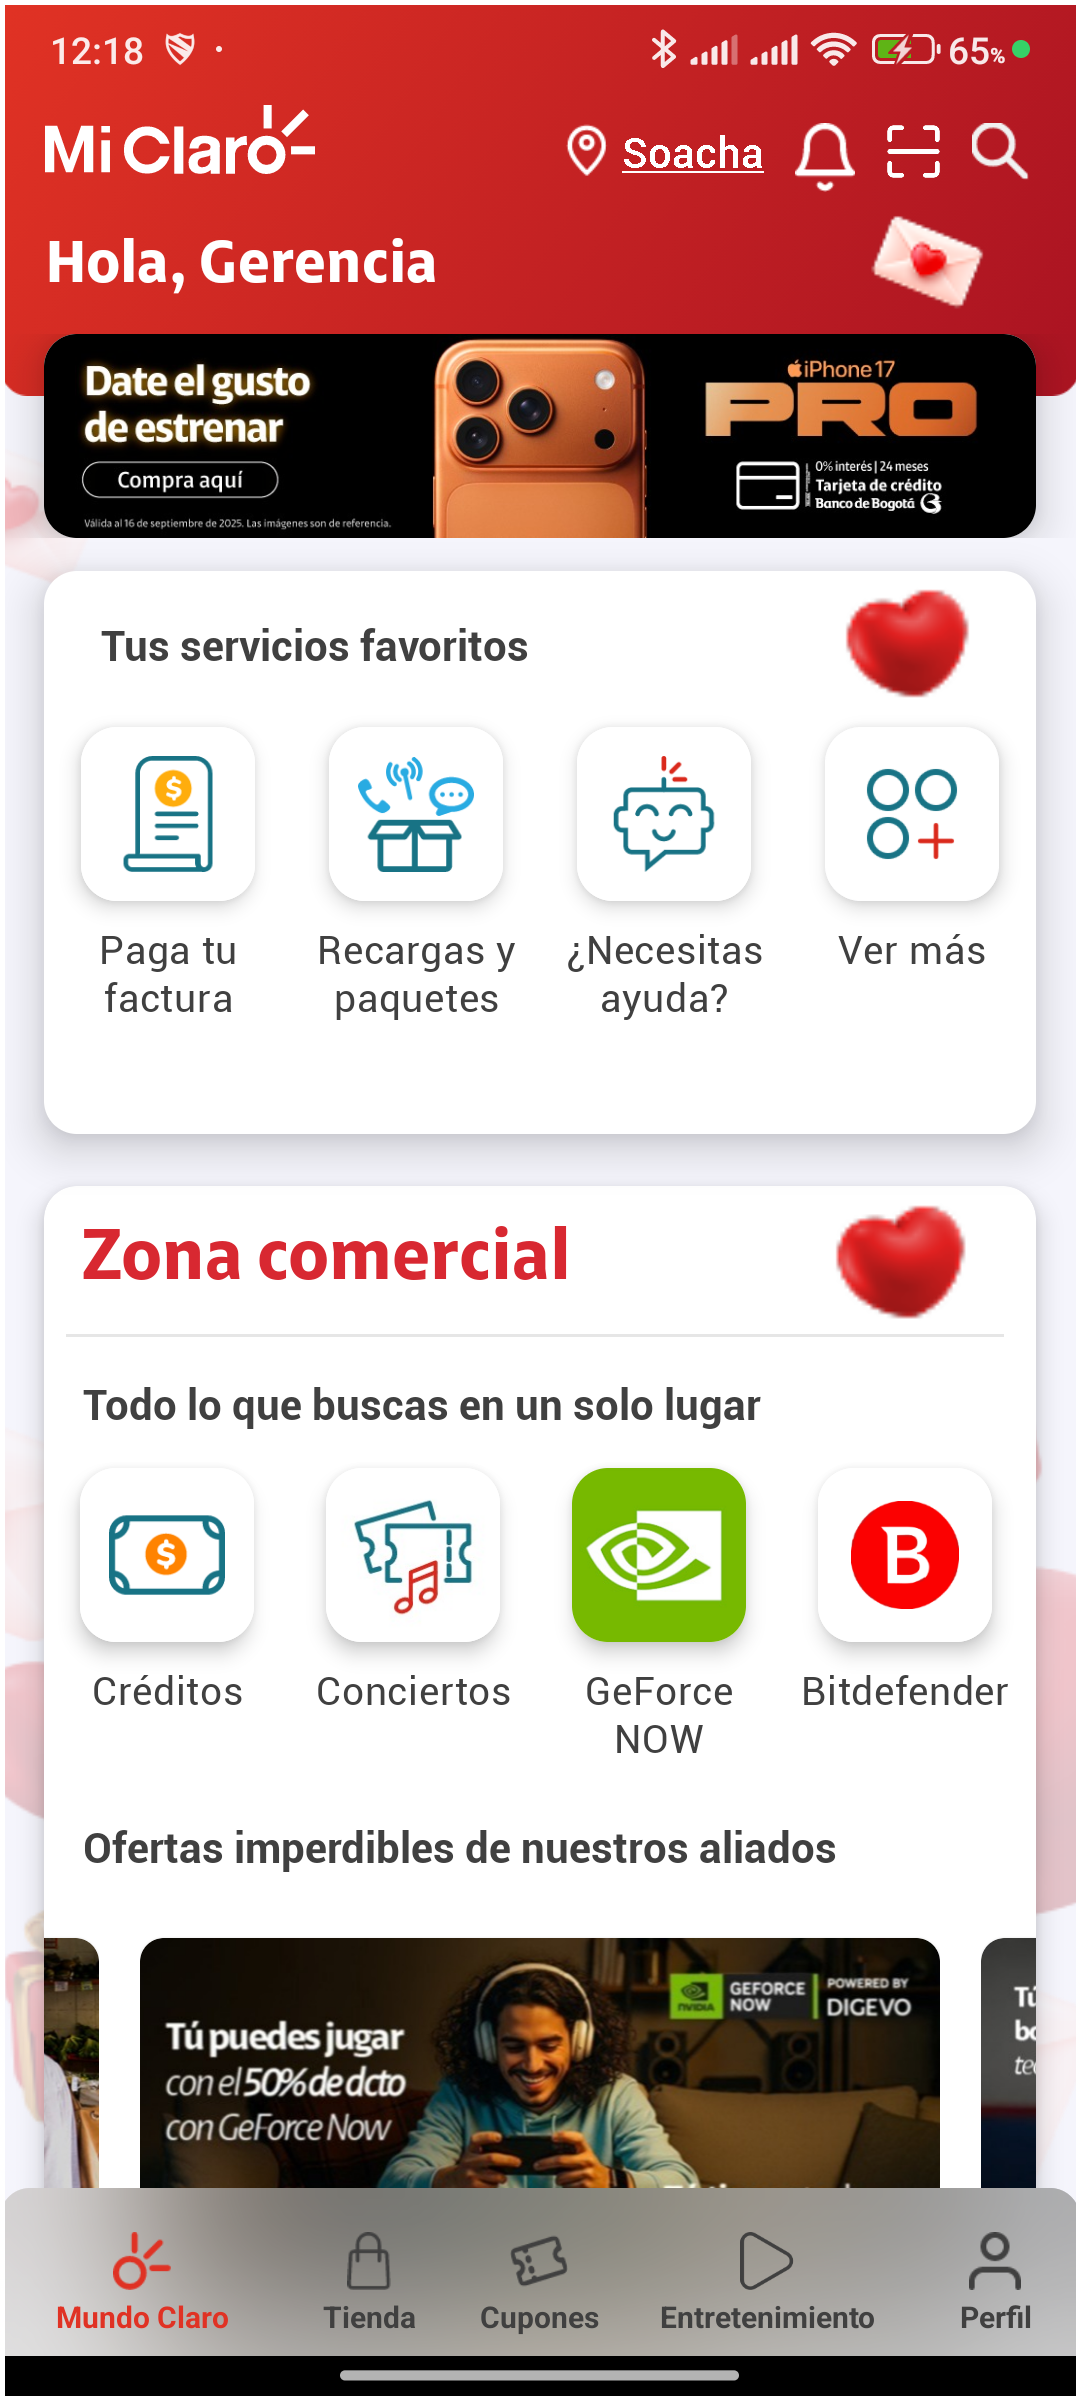 12:18
65%
Mi Claro
Soacha
Hola, Gerencia
Date el gusto
de estrenar
Compra aquí
Válida al 16 de septiembre de 2025. Las imágenes son de referencia.
iPhone 17
PRO
0% interés | 24 meses
Tarjeta de crédito
Banco de Bogotá
Tus servicios favoritos
Paga tu
factura
Recargas y
paquetes
¿Necesitas
ayuda?
Ver más
Zona comercial
Todo lo que buscas en un solo lugar
B
Créditos
Conciertos
GeForce
NOW
Bitdefender
Ofertas imperdibles de nuestros aliados
Tú puedes jugar
con el 50% de dcto
con GeForce Now
NVIDIA
GEFORCE
NOW
POWERED BY
DIGEVO
Tú
Mundo Claro
Tienda
Cupones
Entretenimiento
Perfil